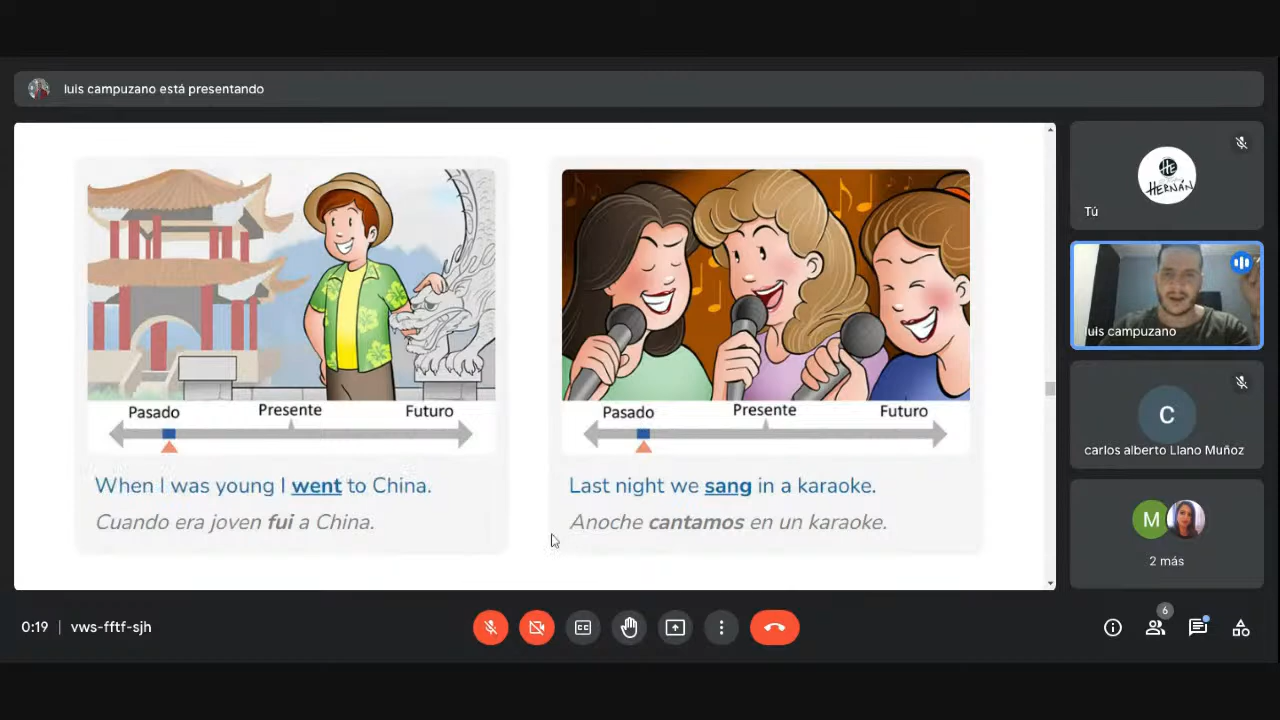 luis campuzano está presentando
HE
HERNÁN
Tú
Pasado Presente Futuro
When I was young I went to China.
Cuando era joven fui a China.
Pasado Presente Futuro
Last night we sang in a karaoke.
Anoche cantamos en un karaoke.
luis campuzano
C
carlos alberto Llano Muñoz
M
2 más
0:19 | vws-fftf-sjh
CC
6